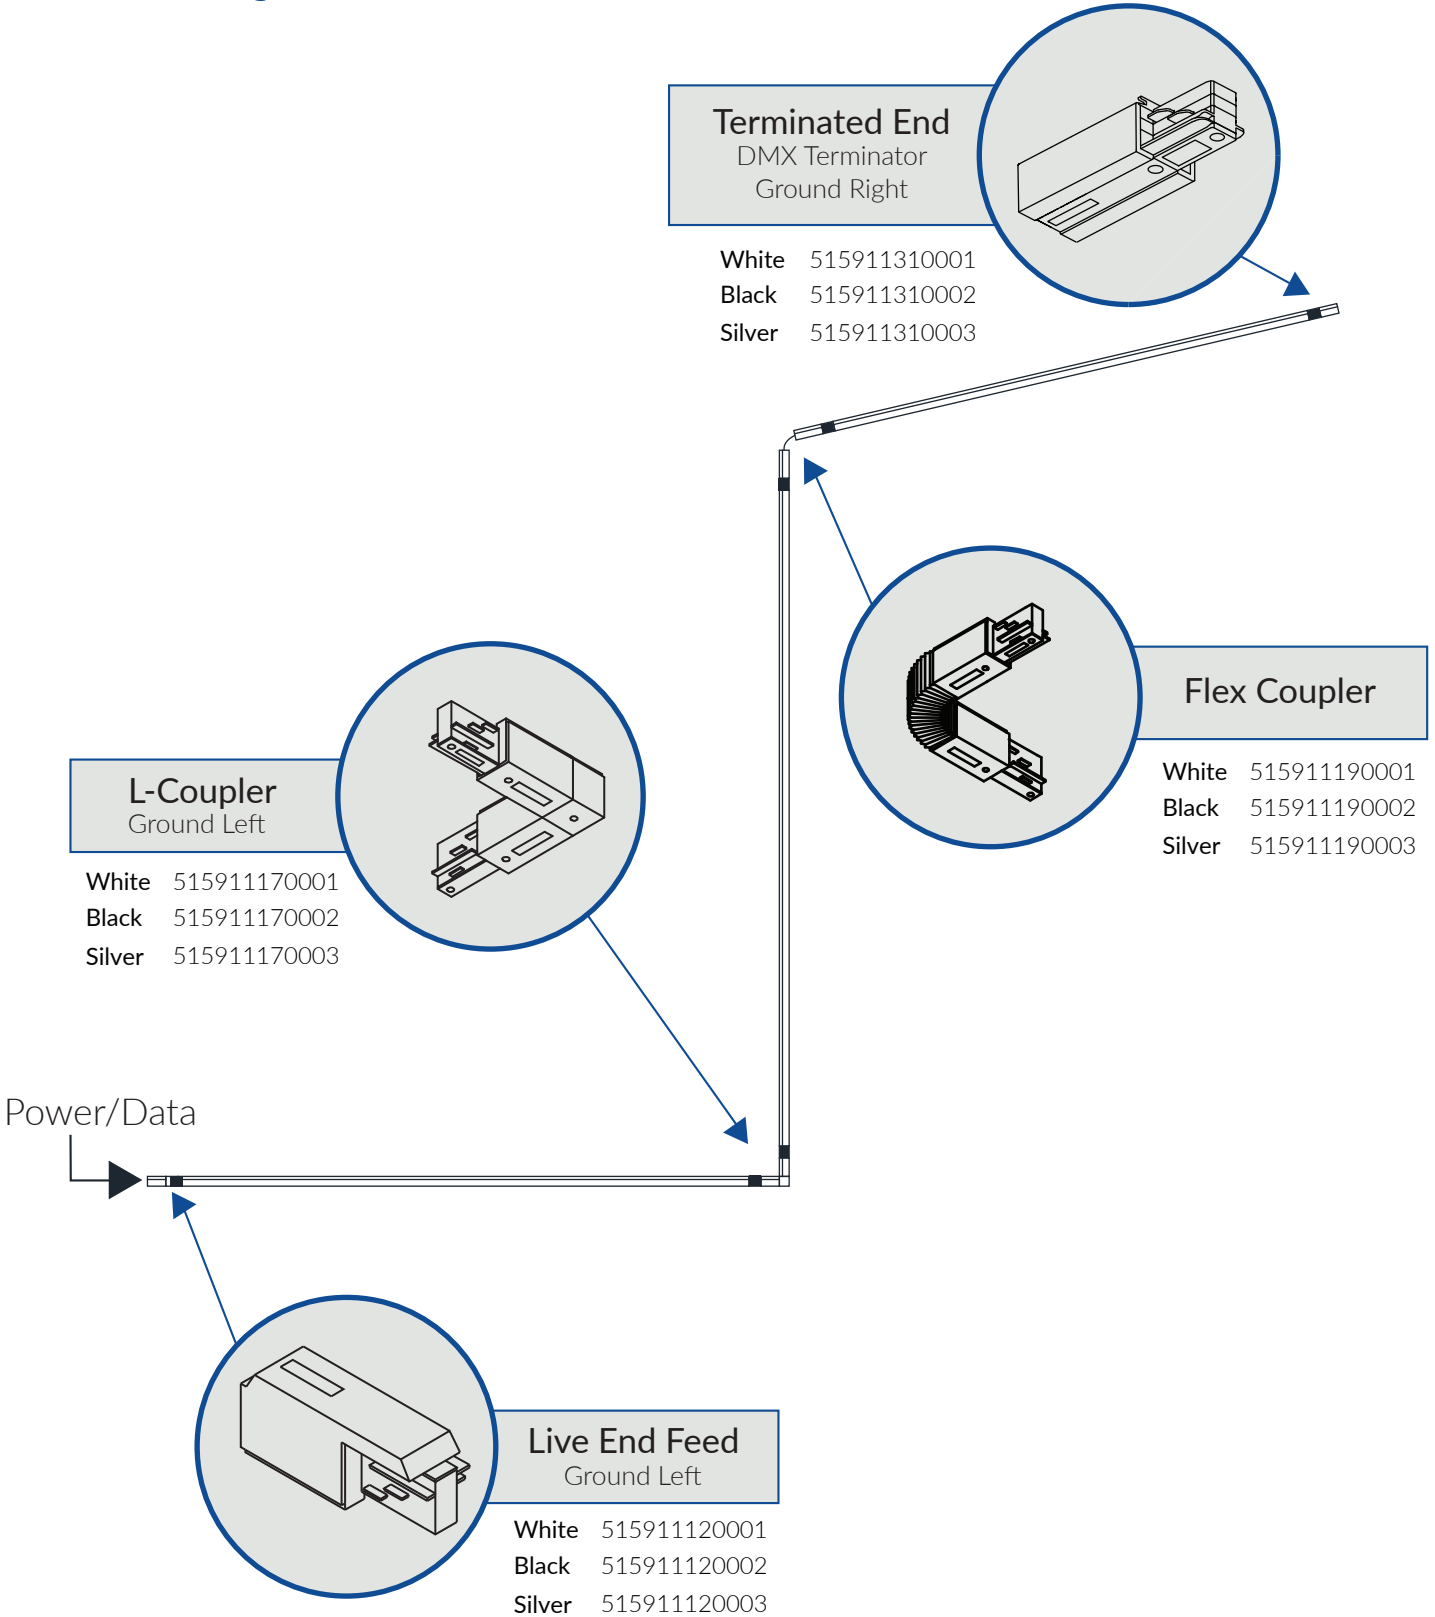 Terminated End
DMX Terminator
Ground Right
White 515911310001
Black 515911310002
Silver 515911310003
Flex Coupler
White 515911190001
Black 515911190002
Silver 515911190003
L-Coupler
Ground Left
White 515911170001
Black 515911170002
Silver 515911170003
Power/Data
Live End Feed
Ground Left
White 515911120001
Black 515911120002
Silver 515911120003